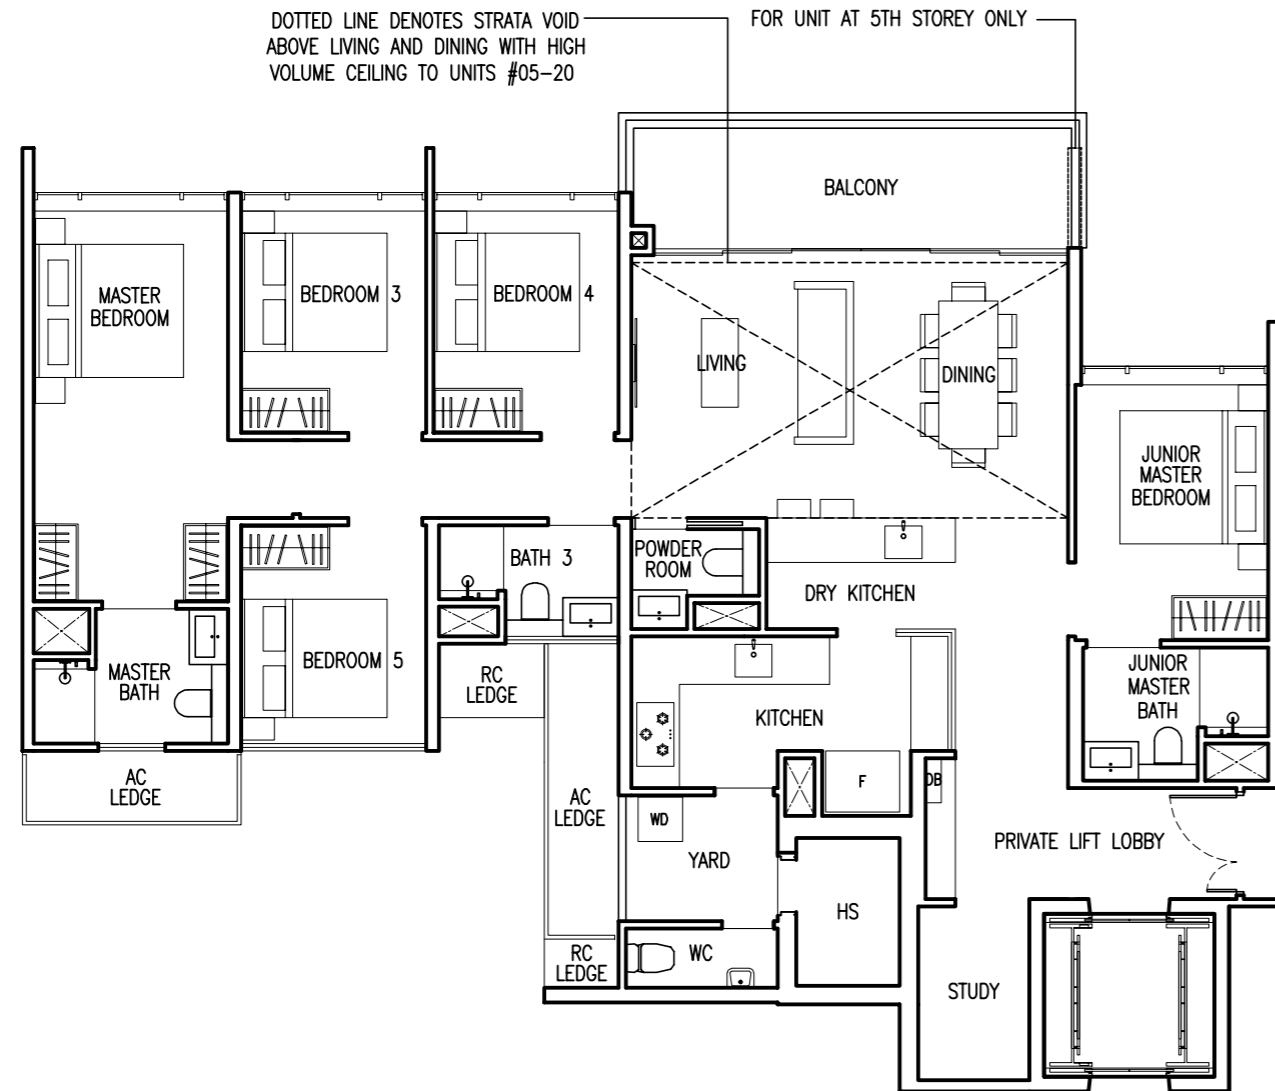 DOTTED LINE DENOTES STRATA VOID
ABOVE LIVING AND DINING WITH HIGH
VOLUME CEILING TO UNITS #05-20
FOR UNIT AT 5TH STOREY ONLY
BALCONY
MASTER
BEDROOM
BEDROOM 3
BEDROOM 4
LIVING
DINING
JUNIOR
MASTER
BEDROOM
BATH 3
POWDER
ROOM
DRY KITCHEN
MASTER
BATH
BEDROOM 5
RC
LEDGE
KITCHEN
JUNIOR
MASTER
BATH
AC
LEDGE
AC
LEDGE
F
DB
WD
YARD
PRIVATE LIFT LOBBY
HS
RC
LEDGE
WC
STUDY